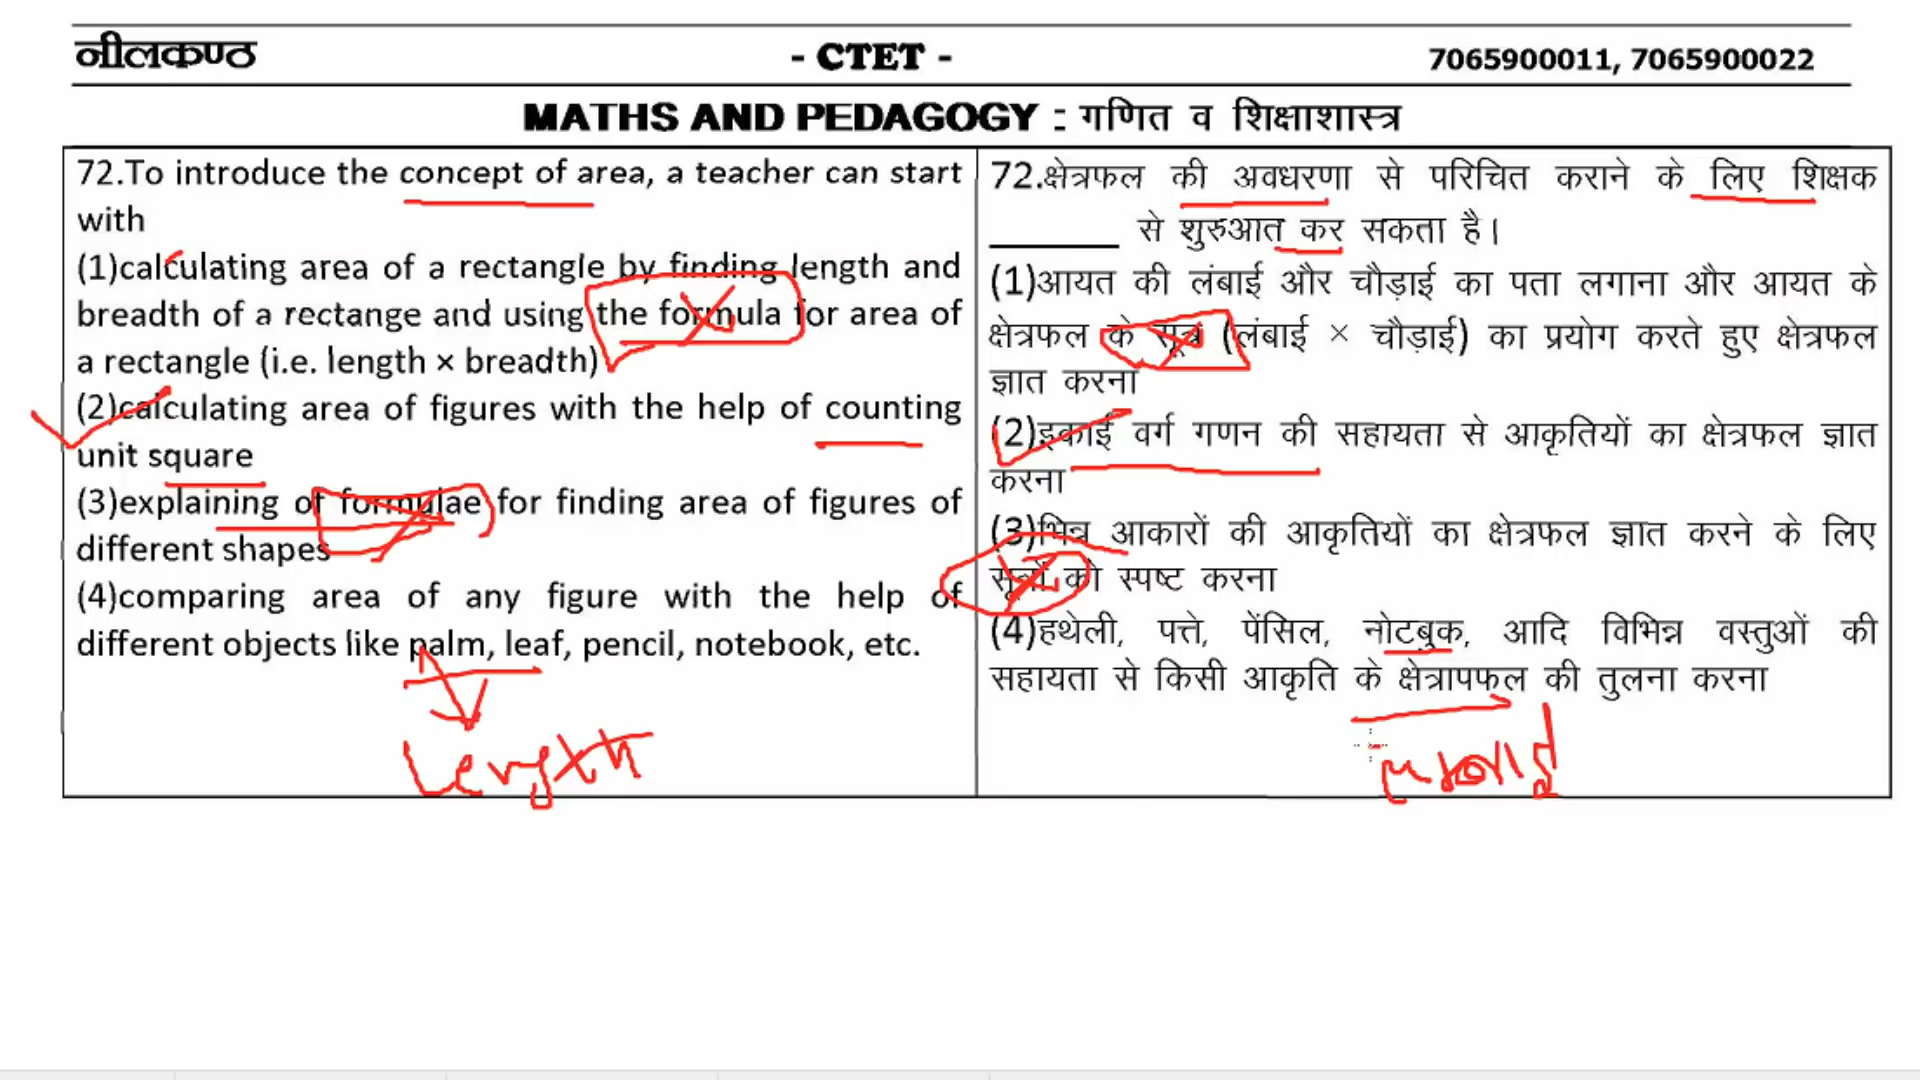 नीलकण्ठ - CTET - 7065900011, 7065900022
MATHS AND PEDAGOGY : गणित व शिक्षाशास्त्र
72.To introduce the concept of area, a teacher can start
with
(1)calculating area of a rectangle by finding length and
breadth of a rectange and using the formula for area of
a rectangle (i.e. length × breadth)
(2)calculating area of figures with the help of counting
unit square
(3)explaining of formulae for finding area of figures of
different shapes
(4)comparing area of any figure with the help of
different objects like palm, leaf, pencil, notebook, etc.
Length
72.क्षेत्रफल की अवधरणा से परिचित कराने के लिए शिक्षक
______ से शुरुआत कर सकता है।
(1)आयत की लंबाई और चौड़ाई का पता लगाना और आयत के
क्षेत्रफल के सूत्र (लंबाई × चौड़ाई) का प्रयोग करते हुए क्षेत्रफल
ज्ञात करना
(2)इकाई वर्ग गणन की सहायता से आकृतियों का क्षेत्रफल ज्ञात
करना
(3)भिन्न आकारों की आकृतियों का क्षेत्रफल ज्ञात करने के लिए
सूत्रों को स्पष्ट करना
(4)हथेली, पत्ते, पेंसिल, नोटबुक, आदि विभिन्न वस्तुओं की
सहायता से किसी आकृति के क्षेत्रापफल की तुलना करना